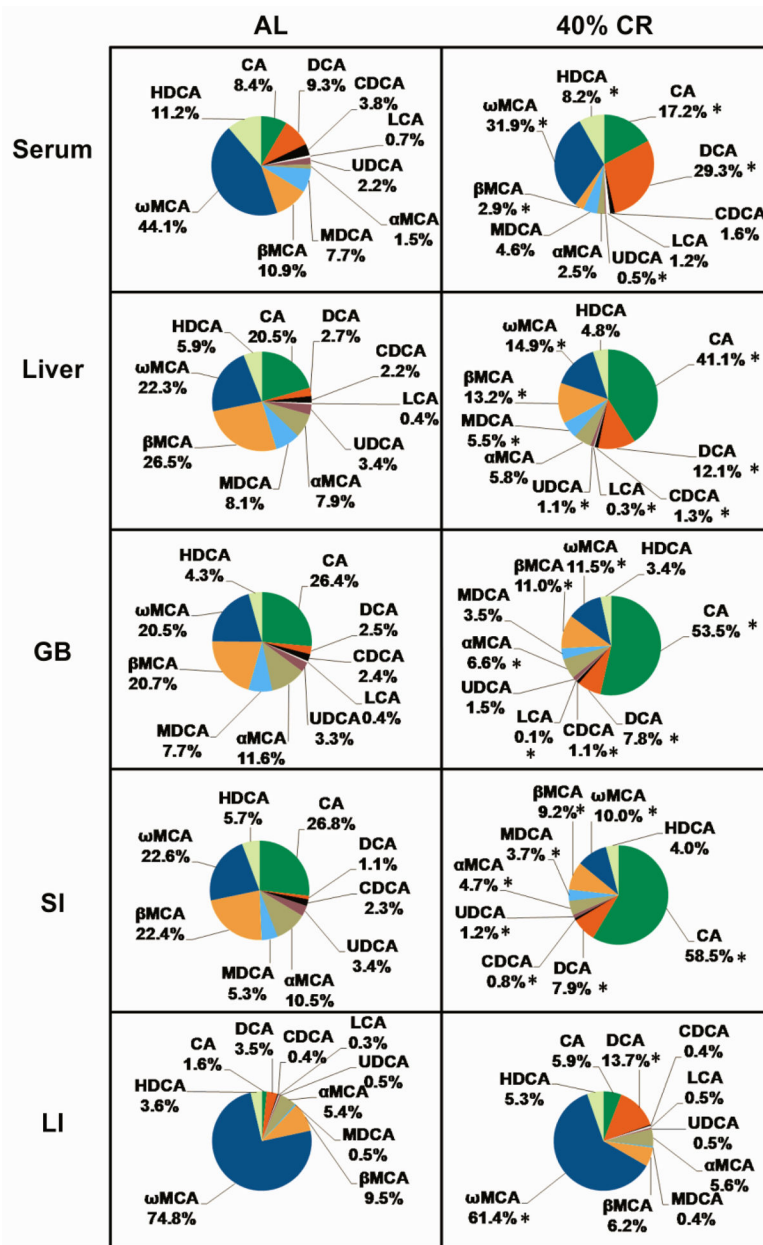 AL
40% CR
Serum
CA
8.4%
DCA
9.3%
CDCA
3.8%
LCA
0.7%
UDCA
2.2%
αMCA
1.5%
MDCA
7.7%
βMCA
10.9%
ωMCA
44.1%
HDCA
11.2%
HDCA
8.2% *
CA
17.2% *
DCA
29.3% *
CDCA
1.6%
LCA
1.2%
UDCA
0.5% *
αMCA
2.5%
MDCA
4.6%
βMCA
2.9% *
ωMCA
31.9% *
Liver
HDCA
5.9%
CA
20.5%
DCA
2.7%
CDCA
2.2%
LCA
0.4%
UDCA
3.4%
αMCA
7.9%
MDCA
8.1%
βMCA
26.5%
ωMCA
22.3%
HDCA
4.8%
CA
41.1% *
DCA
12.1% *
CDCA
1.3% *
LCA
0.3% *
UDCA
1.1% *
αMCA
5.8%
MDCA
5.5% *
βMCA
13.2% *
ωMCA
14.9% *
GB
HDCA
4.3%
CA
26.4%
DCA
2.5%
CDCA
2.4%
LCA
0.4%
UDCA
3.3%
αMCA
11.6%
MDCA
7.7%
βMCA
20.7%
ωMCA
20.5%
ωMCA
11.5% *
HDCA
3.4%
CA
53.5% *
DCA
7.8% *
CDCA
1.1% *
LCA
0.1%
*
UDCA
1.5%
αMCA
6.6% *
MDCA
3.5%
βMCA
11.0% *
SI
HDCA
5.7%
CA
26.8%
DCA
1.1%
CDCA
2.3%
UDCA
3.4%
αMCA
10.5%
MDCA
5.3%
βMCA
22.4%
ωMCA
22.6%
βMCA
9.2% *
ωMCA
10.0% *
HDCA
4.0%
CA
58.5% *
DCA
7.9% *
CDCA
0.8% *
UDCA
1.2% *
αMCA
4.7% *
MDCA
3.7% *
LI
HDCA
3.6%
CA
1.6%
DCA
3.5%
CDCA
0.4%
LCA
0.3%
UDCA
0.5%
αMCA
5.4%
MDCA
0.5%
βMCA
9.5%
ωMCA
74.8%
HDCA
5.3%
CA
5.9%
DCA
13.7% *
CDCA
0.4%
LCA
0.5%
UDCA
0.5%
αMCA
5.6%
MDCA
0.4%
βMCA
6.2%
ωMCA
61.4% *